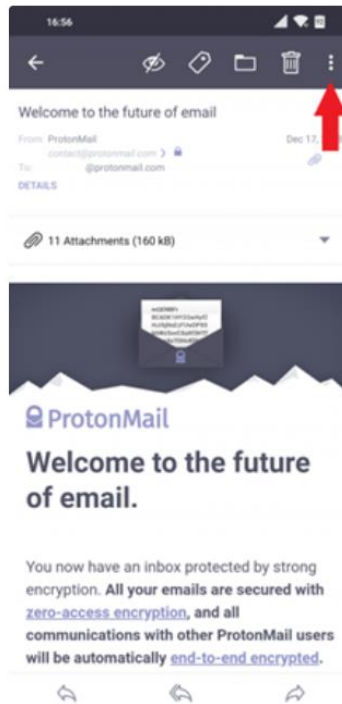 16:56
Welcome to the future of email
From: ProtonMail
contact@protonmail.com
To: @protonmail.com
Dec 17,
DETAILS
11 Attachments (160 kB)
ProtonMail
Welcome to the future
of email.
You now have an inbox protected by strong
encryption. All your emails are secured with
zero-access encryption, and all
communications with other ProtonMail users
will be automatically end-to-end encrypted.